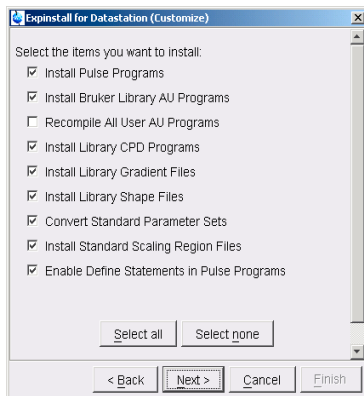 Expinstall for Datastation (Customize)
Select the items you want to install:
Install Pulse Programs
Install Bruker Library AU Programs
Recompile All User AU Programs
Install Library CPD Programs
Install Library Gradient Files
Install Library Shape Files
Convert Standard Parameter Sets
Install Standard Scaling Region Files
Enable Define Statements in Pulse Programs
Select all Select none
< Back Next > Cancel Finish